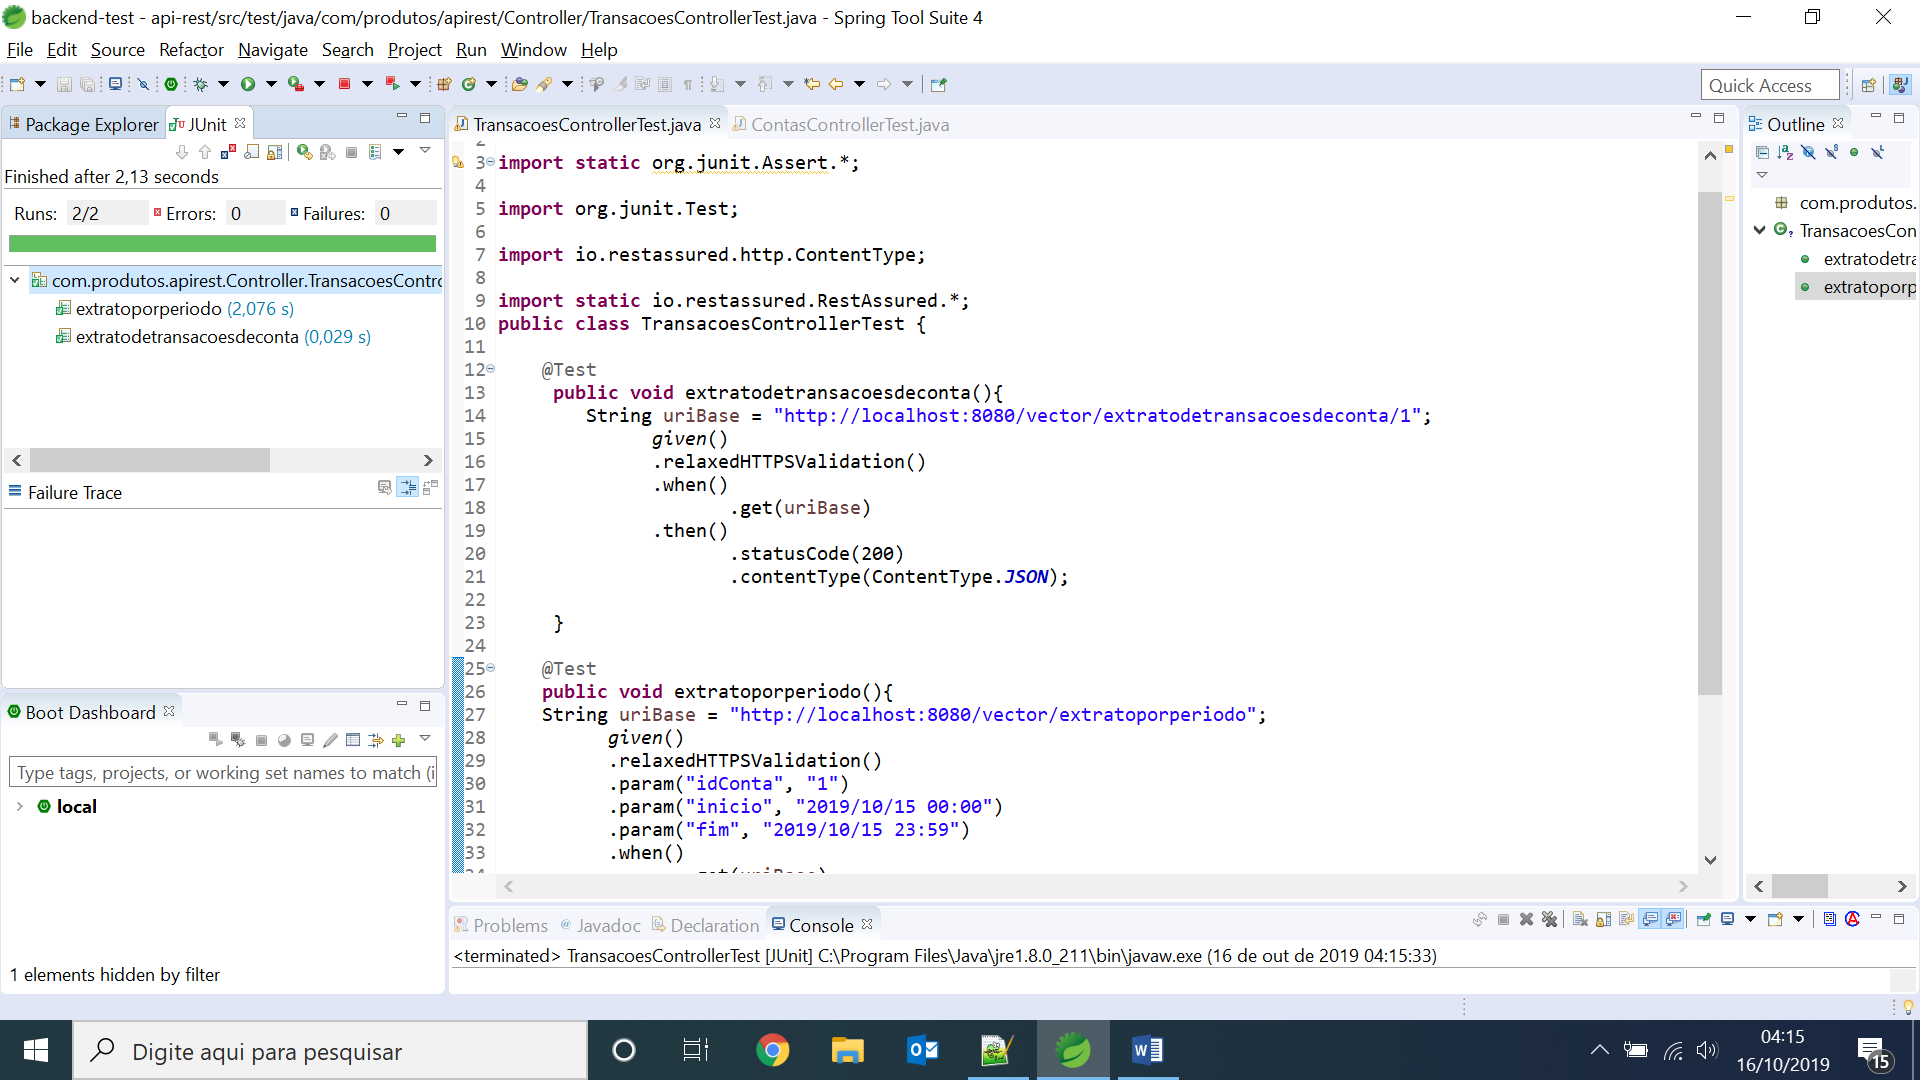 backend-test - api-rest/src/test/java/com/produtos/apirest/Controller/TransacoesControllerTest.java - Spring Tool Suite 4
File Edit Source Refactor Navigate Search Project Run Window Help
Quick Access
Package Explorer JUnit
Finished after 2,13 seconds
Runs: 2/2 Errors: 0 Failures: 0
com.produtos.apirest.Controller.TransacoesContro
extratoporperiodo (2,076 s)
extratodetransacoesdeconta (0,029 s)
Failure Trace
Boot Dashboard
Type tags, projects, or working set names to match (i
local
1 elements hidden by filter
TransacoesControllerTest.java ContasControllerTest.java
2
3 import static org.junit.Assert.*;
4
5 import org.junit.Test;
6
7 import io.restassured.http.ContentType;
8
9 import static io.restassured.RestAssured.*;
10 public class TransacoesControllerTest {
11
12 @Test
13 public void extratodetransacoesdeconta(){
14 String uriBase = "http://localhost:8080/vector/extratodetransacoesdeconta/1";
15 given()
16 .relaxedHTTPSValidation()
17 .when()
18 .get(uriBase)
19 .then()
20 .statusCode(200)
21 .contentType(ContentType.JSON);
22
23 }
24
25 @Test
26 public void extratoporperiodo(){
27 String uriBase = "http://localhost:8080/vector/extratoporperiodo";
28 given()
29 .relaxedHTTPSValidation()
30 .param("idConta", "1")
31 .param("inicio", "2019/10/15 00:00")
32 .param("fim", "2019/10/15 23:59")
33 .when()
Outline
com.produtos.
TransacoesCon
extratodetra
extratoporp
Problems Javadoc Declaration Console
<terminated> TransacoesControllerTest [JUnit] C:\Program Files\Java\jre1.8.0_211\bin\javaw.exe (16 de out de 2019 04:15:33)
Digite aqui para pesquisar
04:15
16/10/2019
15